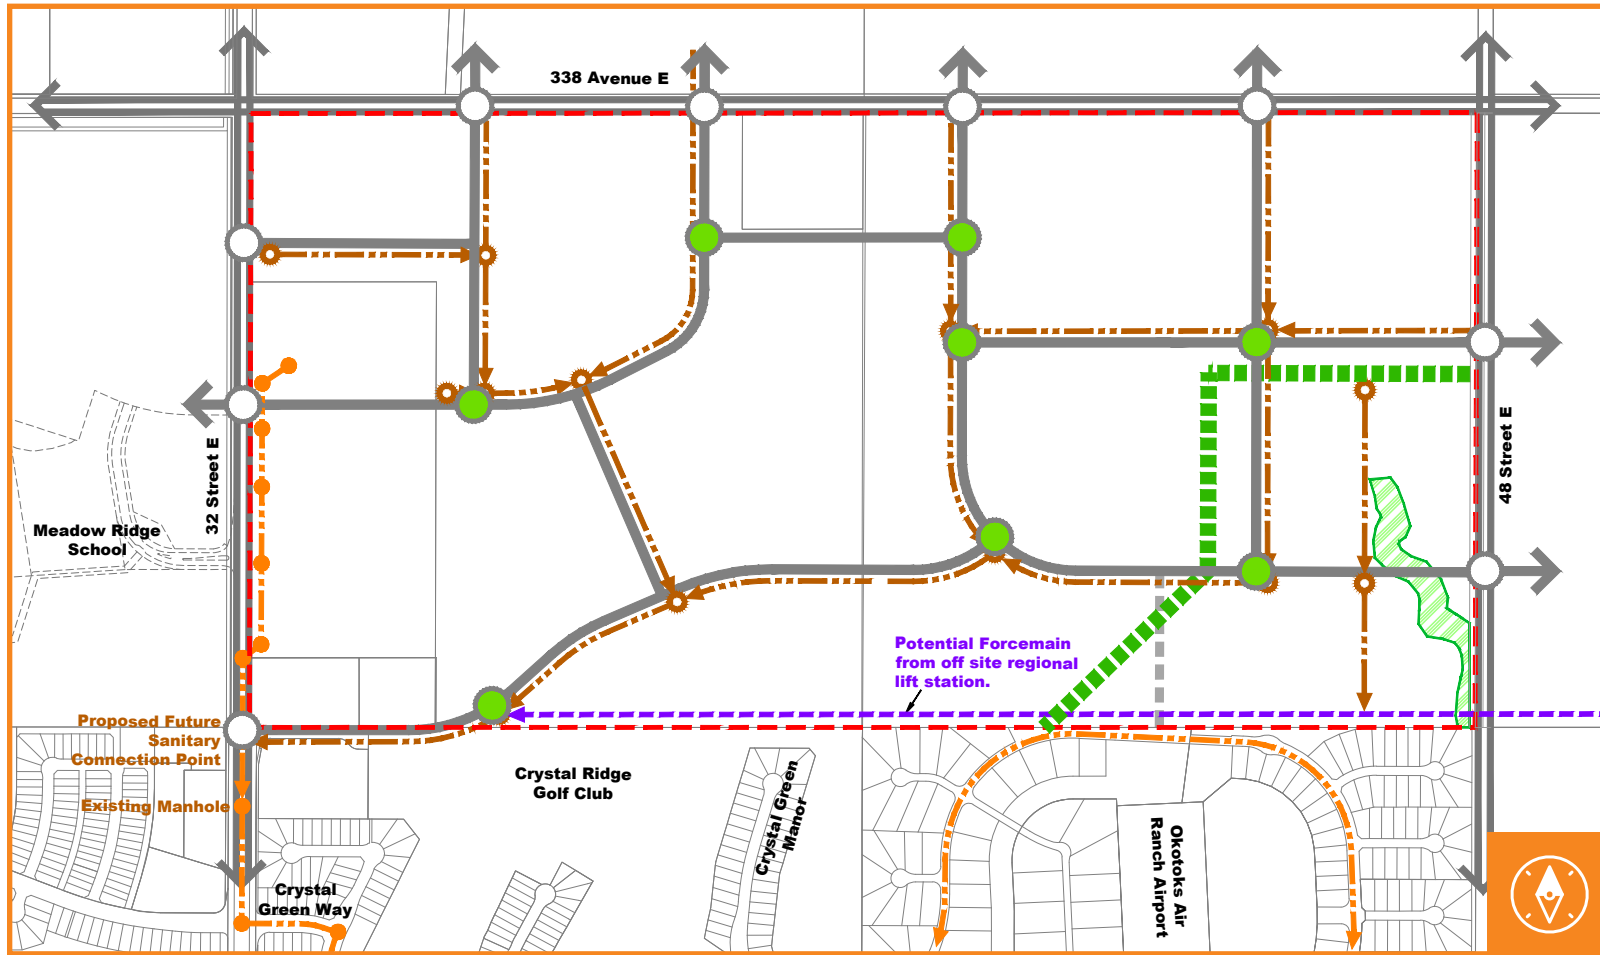 338 Avenue E
32 Street E
48 Street E
Meadow Ridge
School
Potential Forcemain
from off site regional
lift station.
Proposed Future
Sanitary
Connection Point
Existing Manhole
Crystal Ridge
Golf Club
Crystal Green
Manor
Okotoks Air
Ranch Airport
Crystal
Green Way